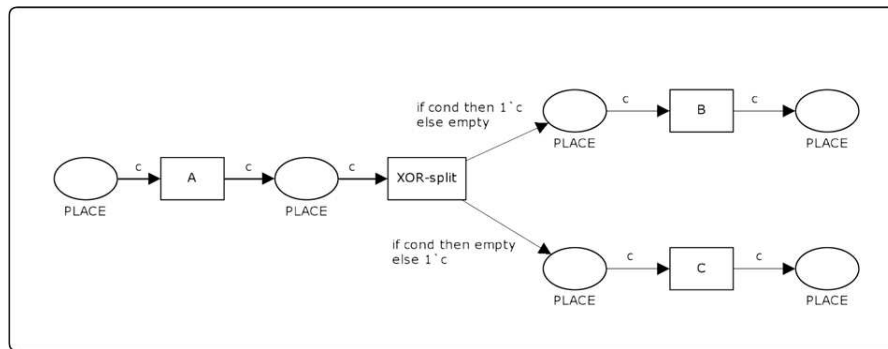 if cond then 1`c
else empty
c
B
c
PLACE
PLACE
c
A
c
c
XOR-split
PLACE
PLACE
if cond then empty
else 1`c
c
C
c
PLACE
PLACE